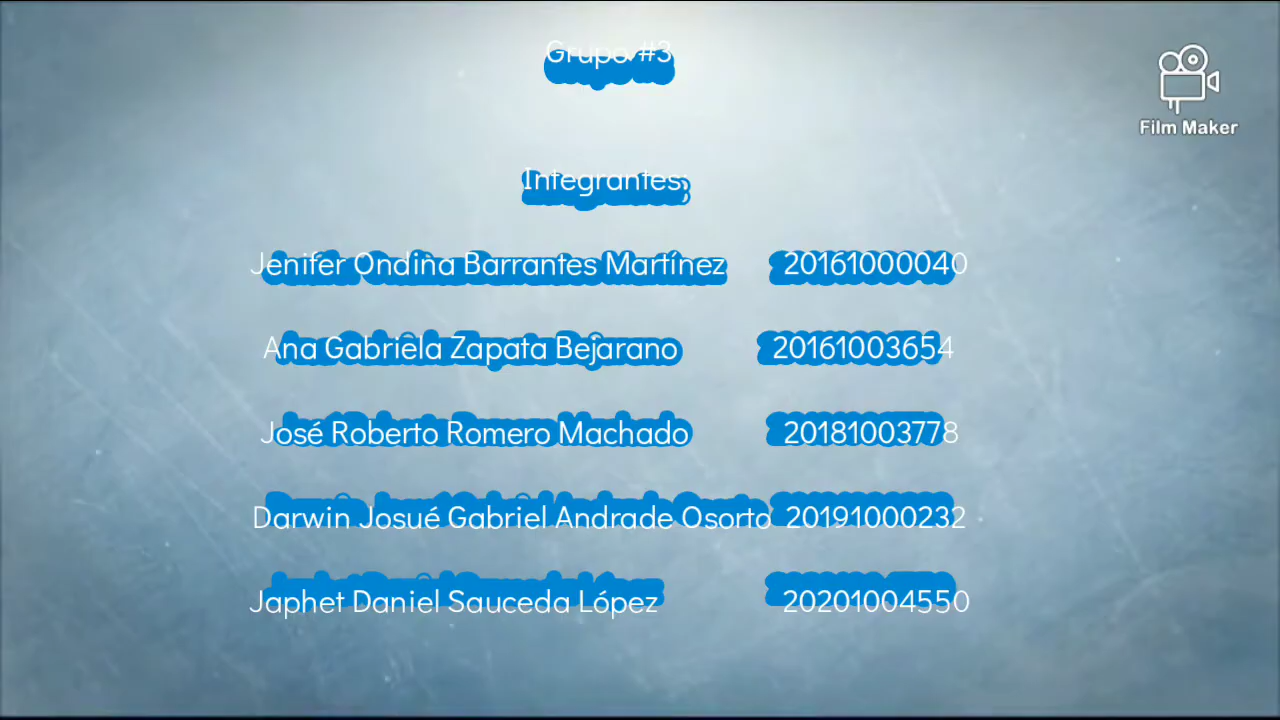 Grupo #3
Film Maker
Integrantes;
Jenifer Ondina Barrantes Martínez 20161000040
Ana Gabriela Zapata Bejarano 20161003654
José Roberto Romero Machado 20181003778
Darwin Josué Gabriel Andrade Osorto 20191000232
Japhet Daniel Sauceda López 20201004550